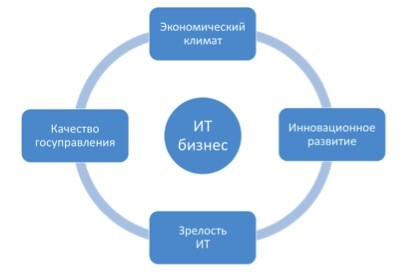 Экономический
климат
Качество
госуправления
ИТ
бизнес
Инновационное
развитие
Зрелость
ИТ